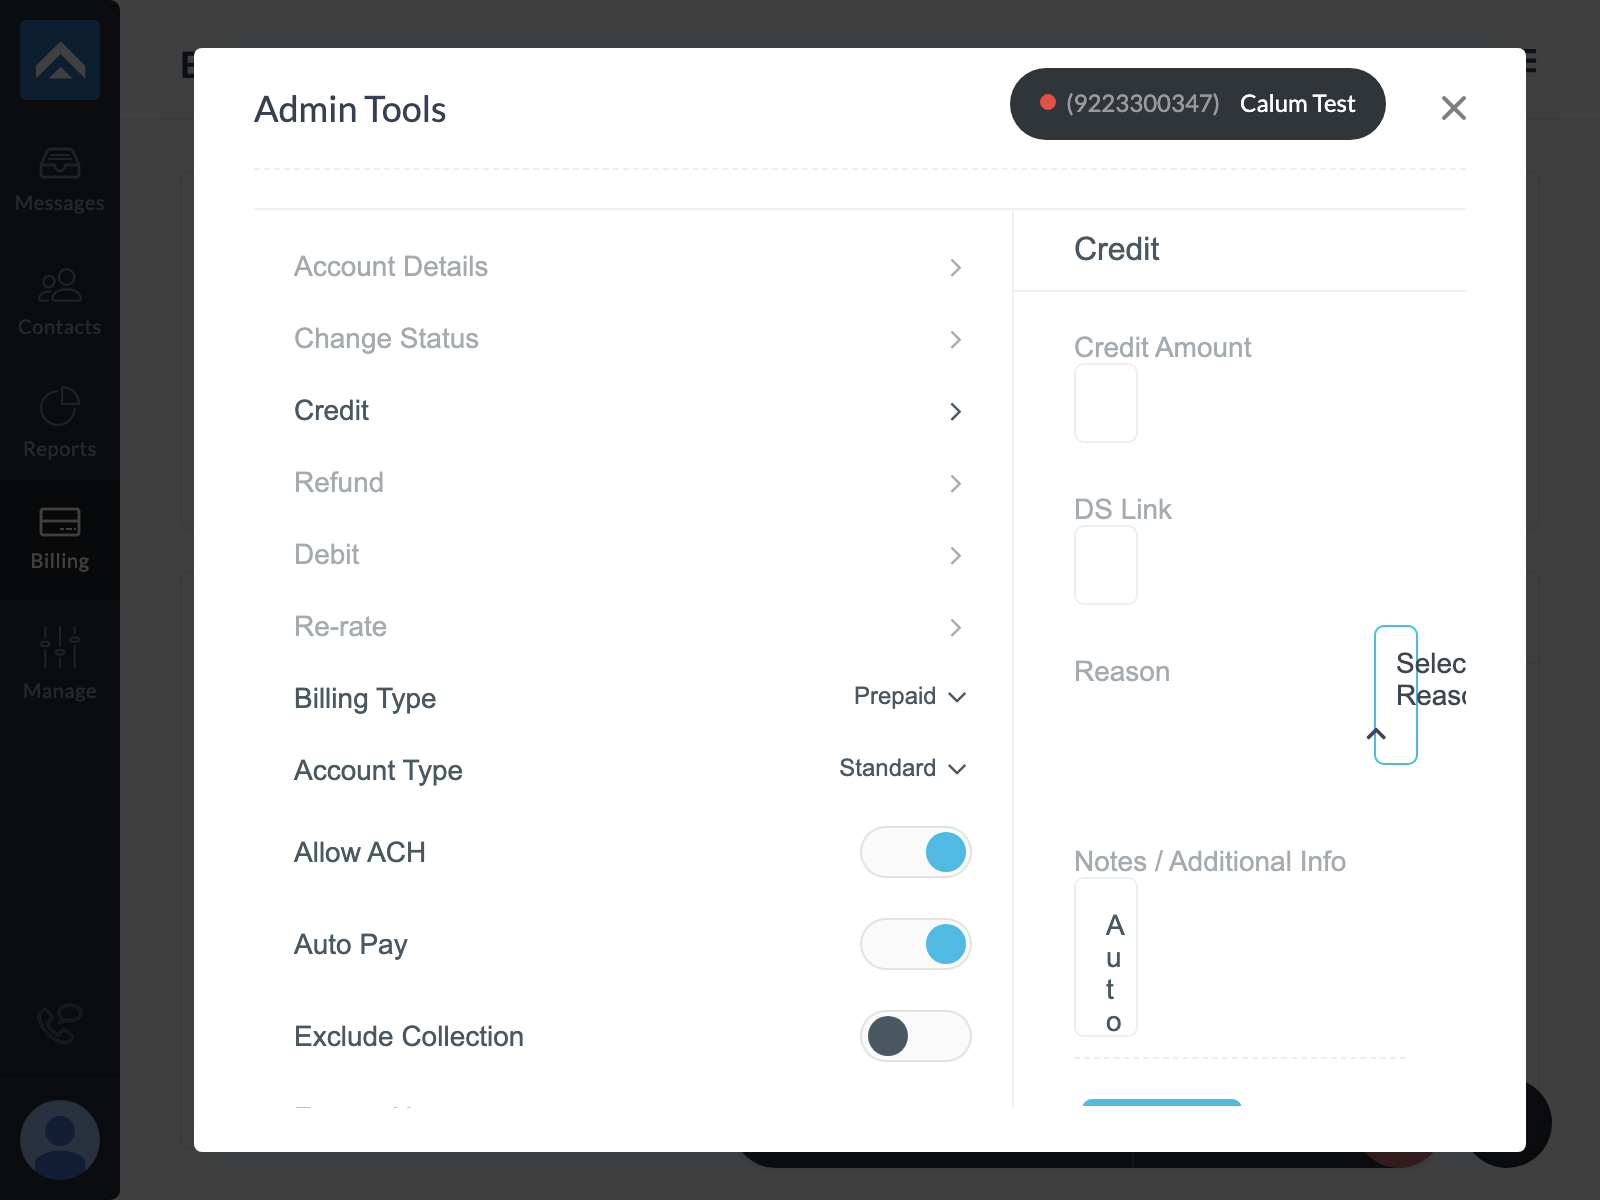 Messages
Contacts
Reports
Billing
Manage
Admin Tools
(9223300347) Calum Test
Account Details
Change Status
Credit
Refund
Debit
Re-rate
Billing Type
Prepaid
Account Type
Standard
Allow ACH
Auto Pay
Exclude Collection
Credit
Credit Amount
DS Link
Reason
Selec
Reaso
Notes / Additional Info
A
u
t
o